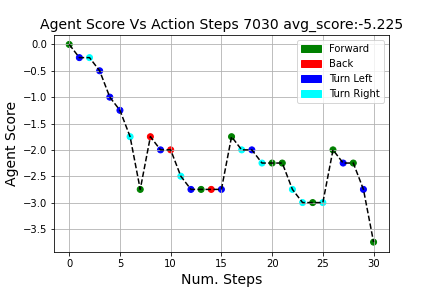 Agent Score Vs Action Steps 7030 avg_score:-5.225
0.0
−0.5
−1.0
−1.5
−2.0
−2.5
−3.0
−3.5
Agent Score
Forward
Back
Turn Left
Turn Right
0 5 10 15 20 25 30
Num. Steps